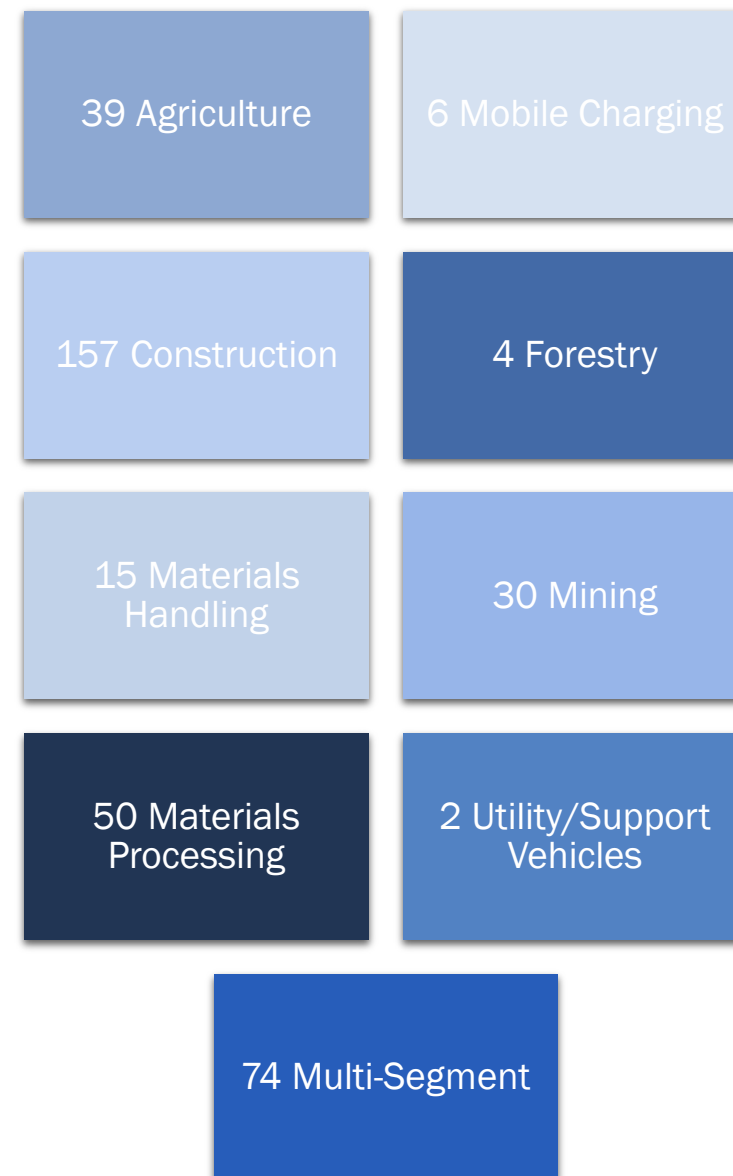 39 Agriculture
6 Mobile Charging
157 Construction
4 Forestry
15 Materials
Handling
30 Mining
50 Materials
Processing
2 Utility/Support
Vehicles
74 Multi-Segment